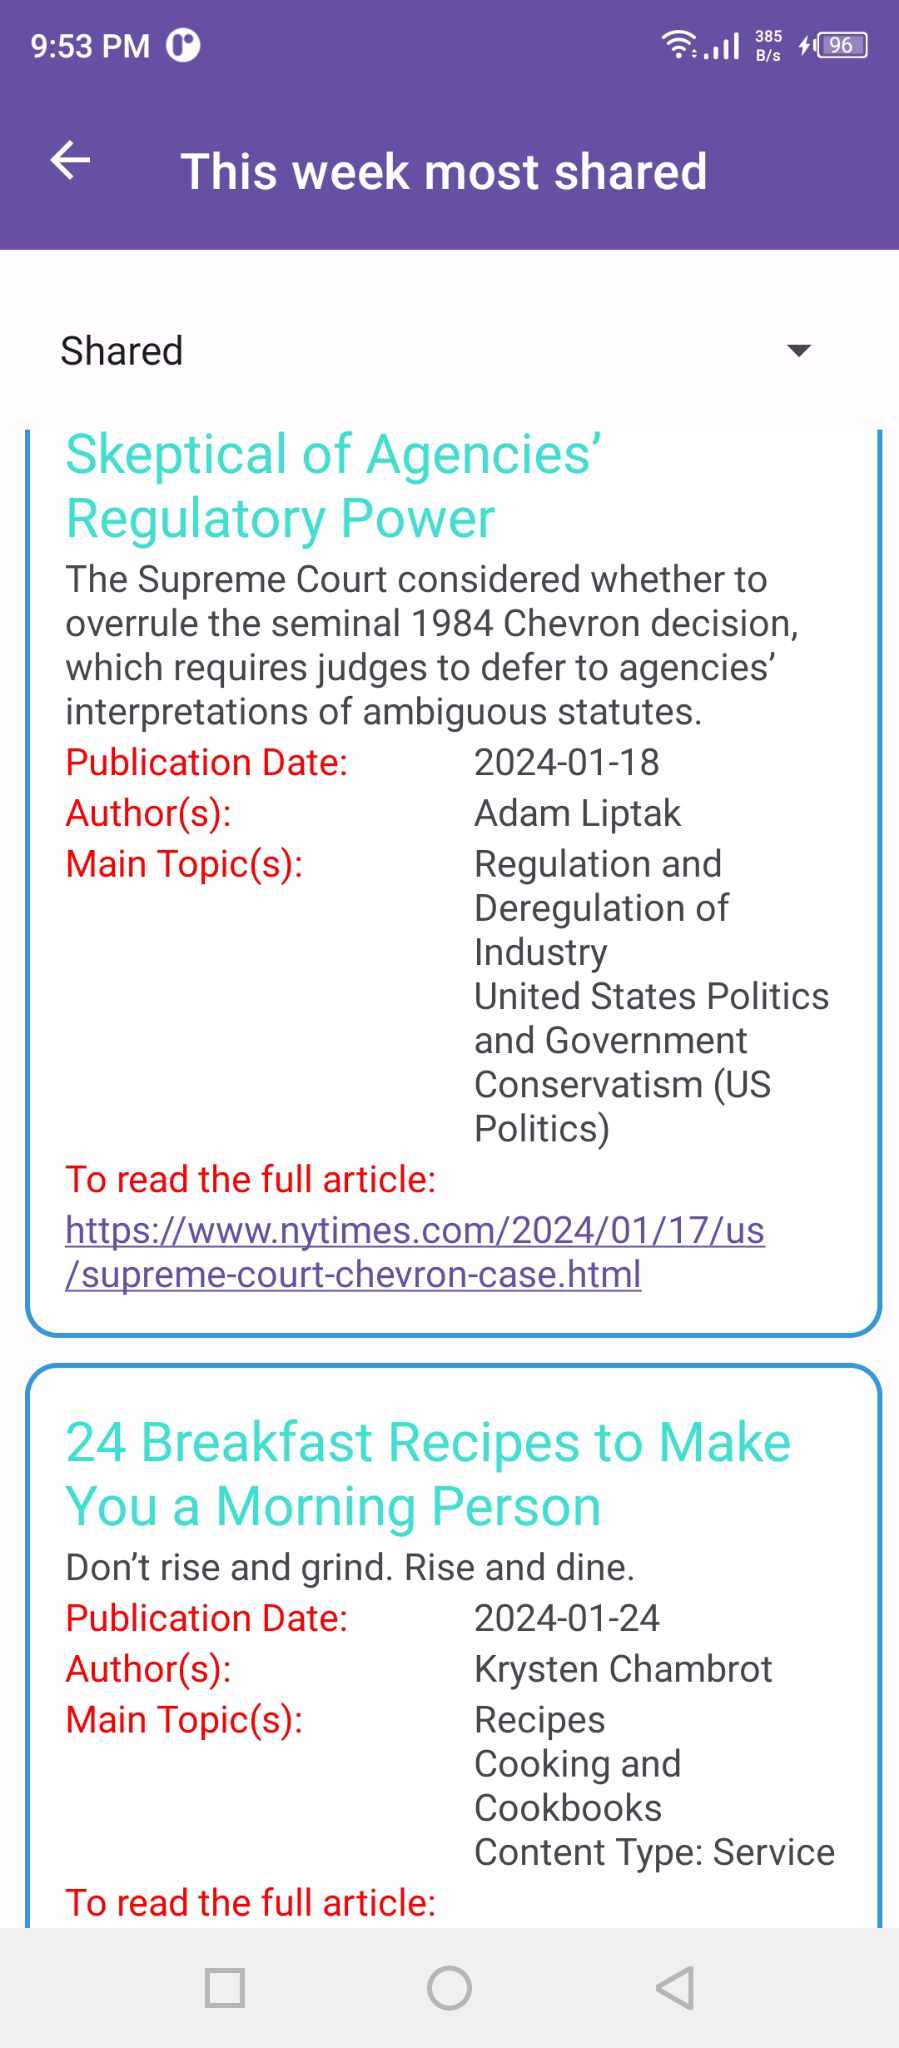 9:53 PM
385
B/s
96
This week most shared
Shared
Skeptical of Agencies’
Regulatory Power
The Supreme Court considered whether to
overrule the seminal 1984 Chevron decision,
which requires judges to defer to agencies’
interpretations of ambiguous statutes.
Publication Date: 2024-01-18
Author(s): Adam Liptak
Main Topic(s): Regulation and
Deregulation of
Industry
United States Politics
and Government
Conservatism (US
Politics)
To read the full article:
https://www.nytimes.com/2024/01/17/us
/supreme-court-chevron-case.html
24 Breakfast Recipes to Make
You a Morning Person
Don’t rise and grind. Rise and dine.
Publication Date: 2024-01-24
Author(s): Krysten Chambrot
Main Topic(s): Recipes
Cooking and
Cookbooks
Content Type: Service
To read the full article: